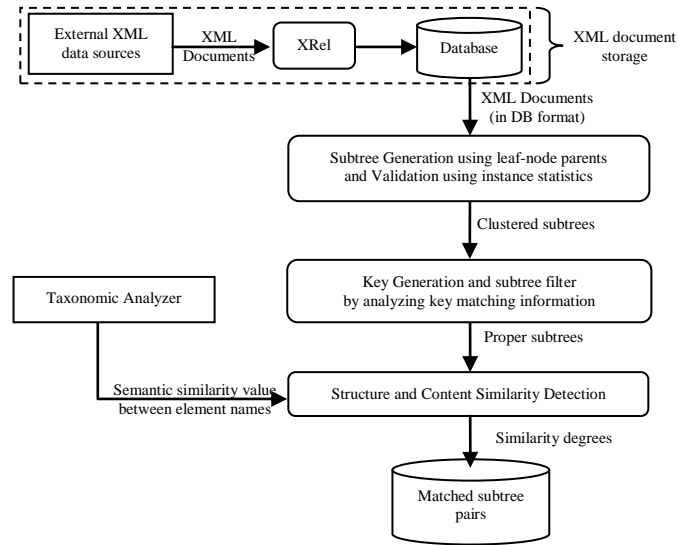 External XML
data sources
XML
Documents
XRel
Database
XML document
storage
XML Documents
(in DB format)
Subtree Generation using leaf-node parents
and Validation using instance statistics
Clustered subtrees
Key Generation and subtree filter
by analyzing key matching information
Taxonomic Analyzer
Proper subtrees
Semantic similarity value
between element names
Structure and Content Similarity Detection
Similarity degrees
Matched subtree
pairs